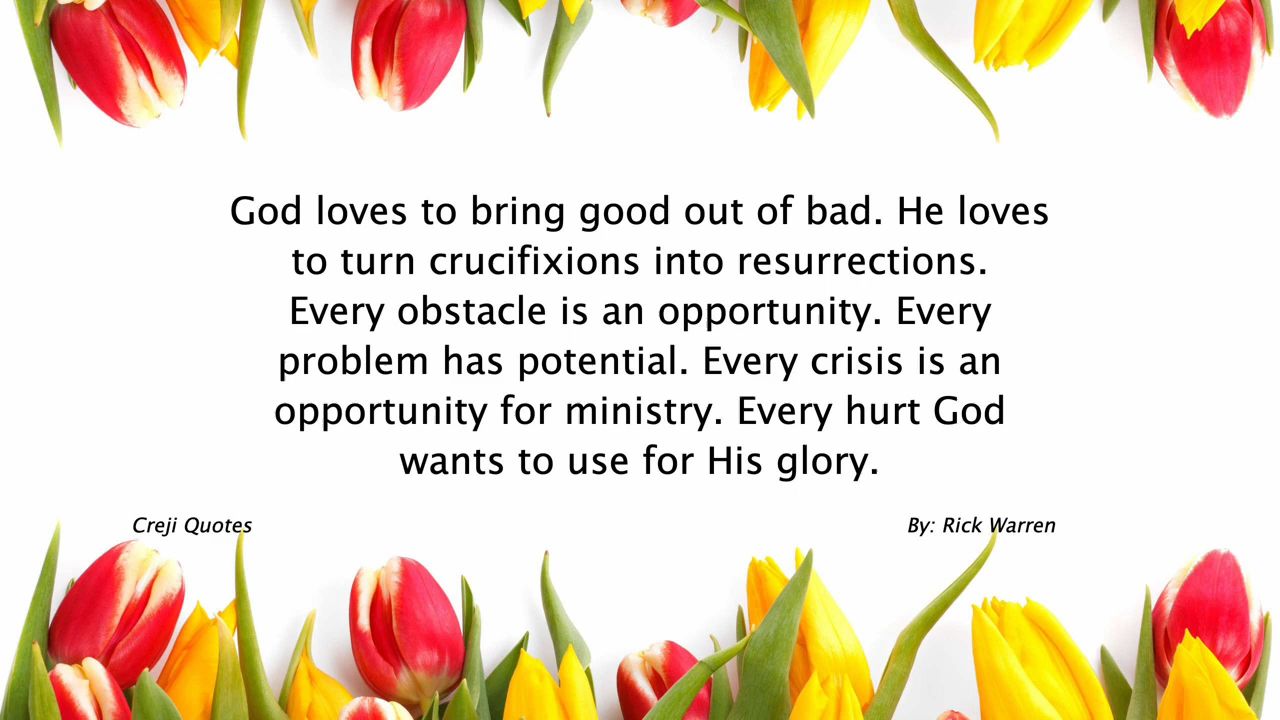 God loves to bring good out of bad. He loves
to turn crucifixions into resurrections.
Every obstacle is an opportunity. Every
problem has potential. Every crisis is an
opportunity for ministry. Every hurt God
wants to use for His glory.
Creji Quotes
By: Rick Warren